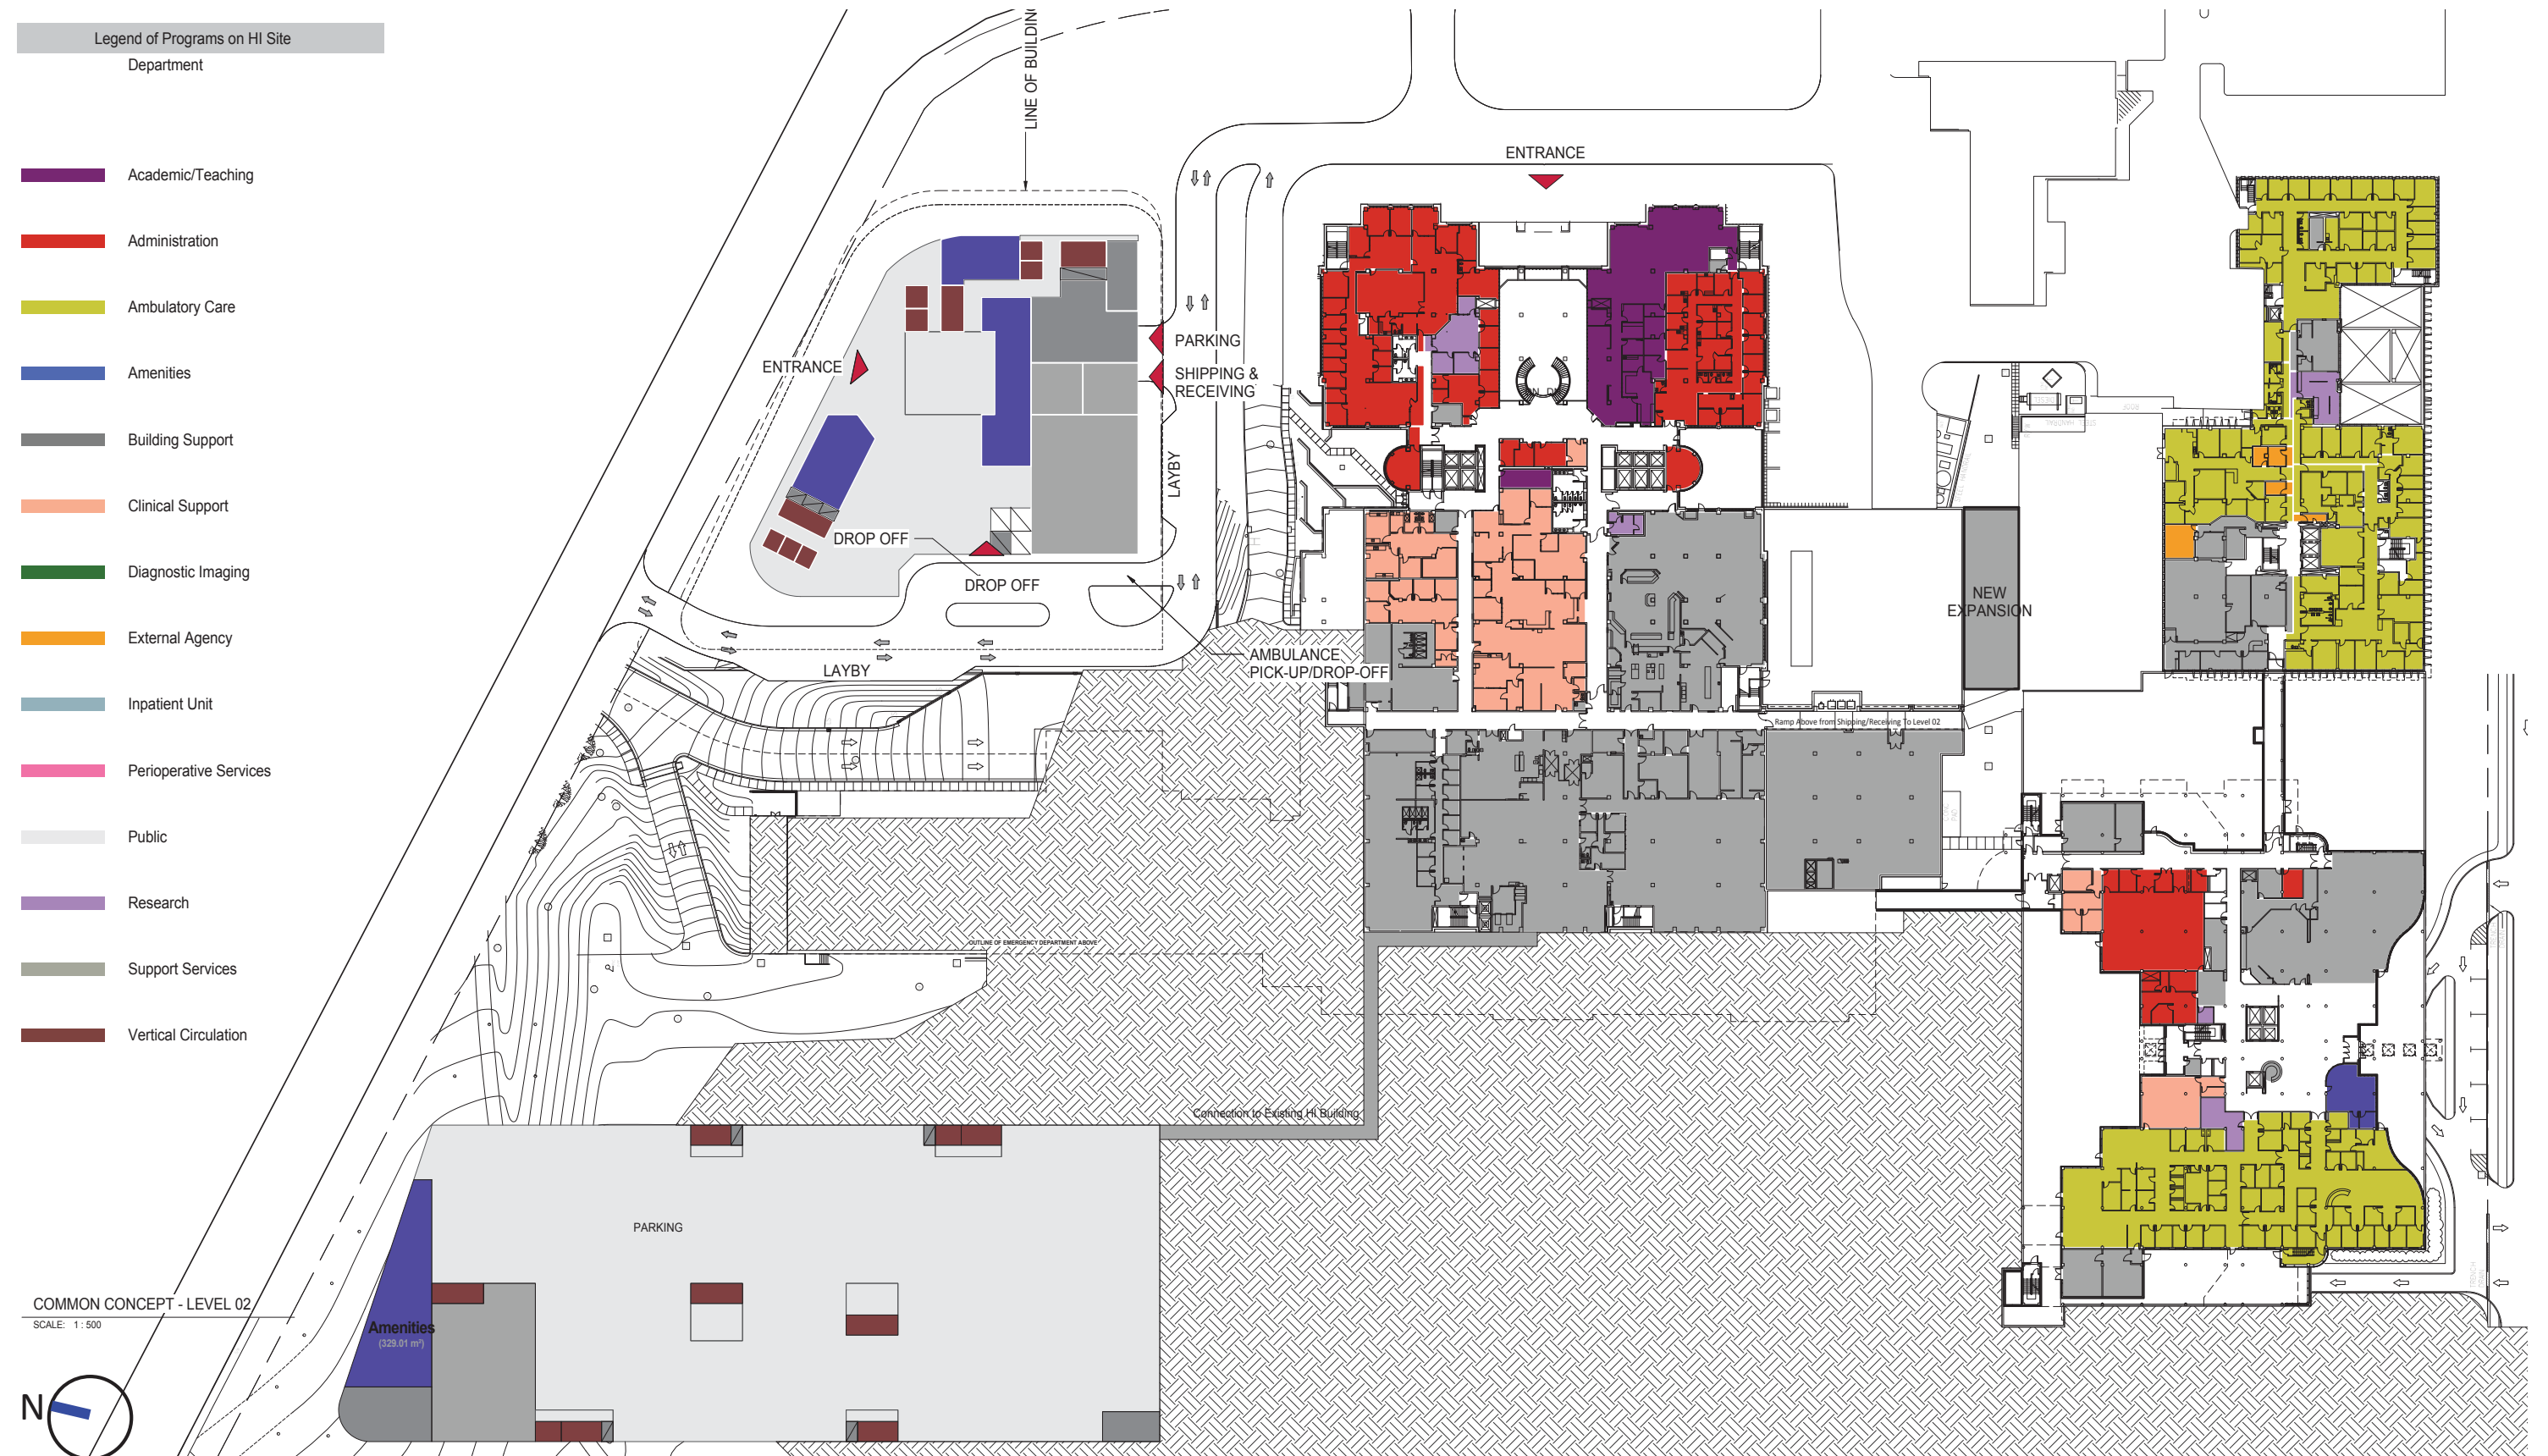 Legend of Programs on HI Site
Department
Academic/Teaching
Administration
Ambulatory Care
Amenities
Building Support
Clinical Support
Diagnostic Imaging
External Agency
Inpatient Unit
Perioperative Services
Public
Research
Support Services
Vertical Circulation
LINE OF BUILDING
ENTRANCE
ENTRANCE
PARKING
SHIPPING &
RECEIVING
LAYBY
DROP OFF
DROP OFF
AMBULANCE
PICK-UP/DROP-OFF
LAYBY
NEW
EXPANSION
Ramp Above from Shipping/Receiving To Level 02
OUTLINE OF EMERGENCY DEPARTMENT ABOVE
Connection to Existing HI Building
PARKING
Amenities
(329.01 m²)
COMMON CONCEPT - LEVEL 02
SCALE: 1 : 500
N
TRENCH